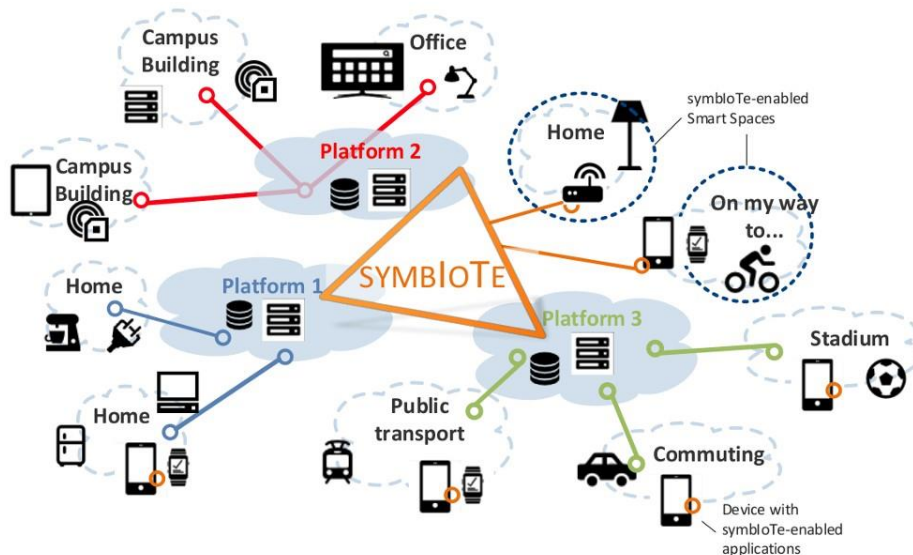 Campus
Building
Office
symbIoTe-enabled
Smart Spaces
Home
Platform 2
Campus
Building
On my way
to...
SYMBIOTE
Home
Platform 1
Platform 3
Stadium
Home
Public
transport
Commuting
Device with
symbIoTe-enabled
applications